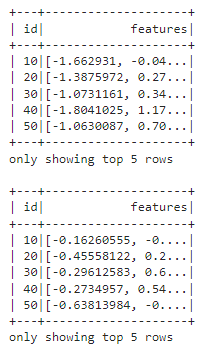 +---+--------------------+
| id|            features|
+---+--------------------+
| 10|[-1.662931, -0.04...|
| 20|[-1.3875972, 0.27...|
| 30|[-1.0731161, 0.34...|
| 40|[-1.8041025, 1.17...|
| 50|[-1.0630087, 0.70...|
+---+--------------------+
only showing top 5 rows
+---+--------------------+
| id|            features|
+---+--------------------+
| 10|[-0.16260555, -0....|
| 20|[-0.45558122, 0.2...|
| 30|[-0.29612583, 0.6...|
| 40|[-0.2734957, 0.54...|
| 50|[-0.63813984, -0....|
+---+--------------------+
only showing top 5 rows